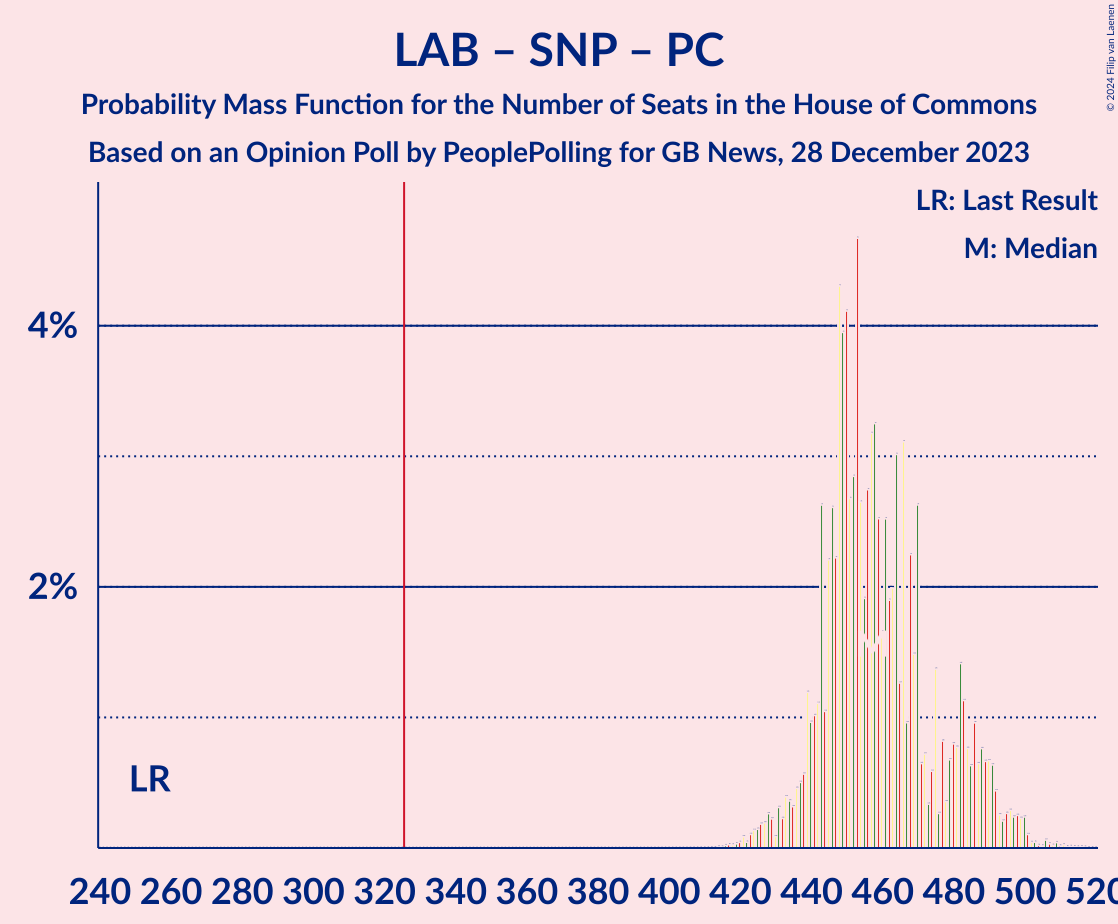 LAB – SNP – PC
Probability Mass Function for the Number of Seats in the House of Commons
Based on an Opinion Poll by PeoplePolling for GB News, 28 December 2023
© 2024 Filip van Laenen
LR: Last Result
M: Median
4%
2%
LR
240 260 280 300 320 340 360 380 400 420 440 460 480 500 520